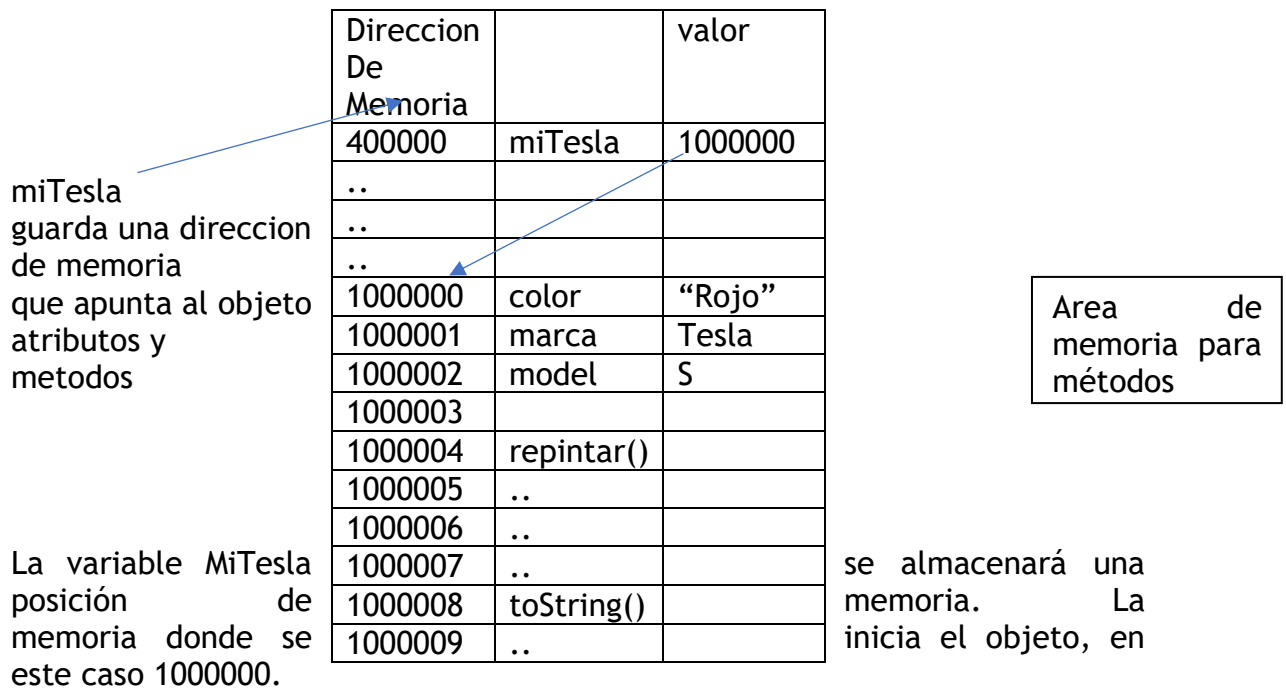 Direccion valor
De
Memoria
400000 miTesla 1000000
..
..
..
1000000 color “Rojo”
1000001 marca Tesla
1000002 model S
1000003
1000004 repintar()
1000005 ..
1000006 ..
1000007 ..
1000008 toString()
1000009 ..
miTesla
guarda una direccion
de memoria
que apunta al objeto
atributos y
metodos
Area de
memoria para
métodos
La variable MiTesla se almacenará una
posición de memoria. La
memoria donde se inicia el objeto, en
este caso 1000000.